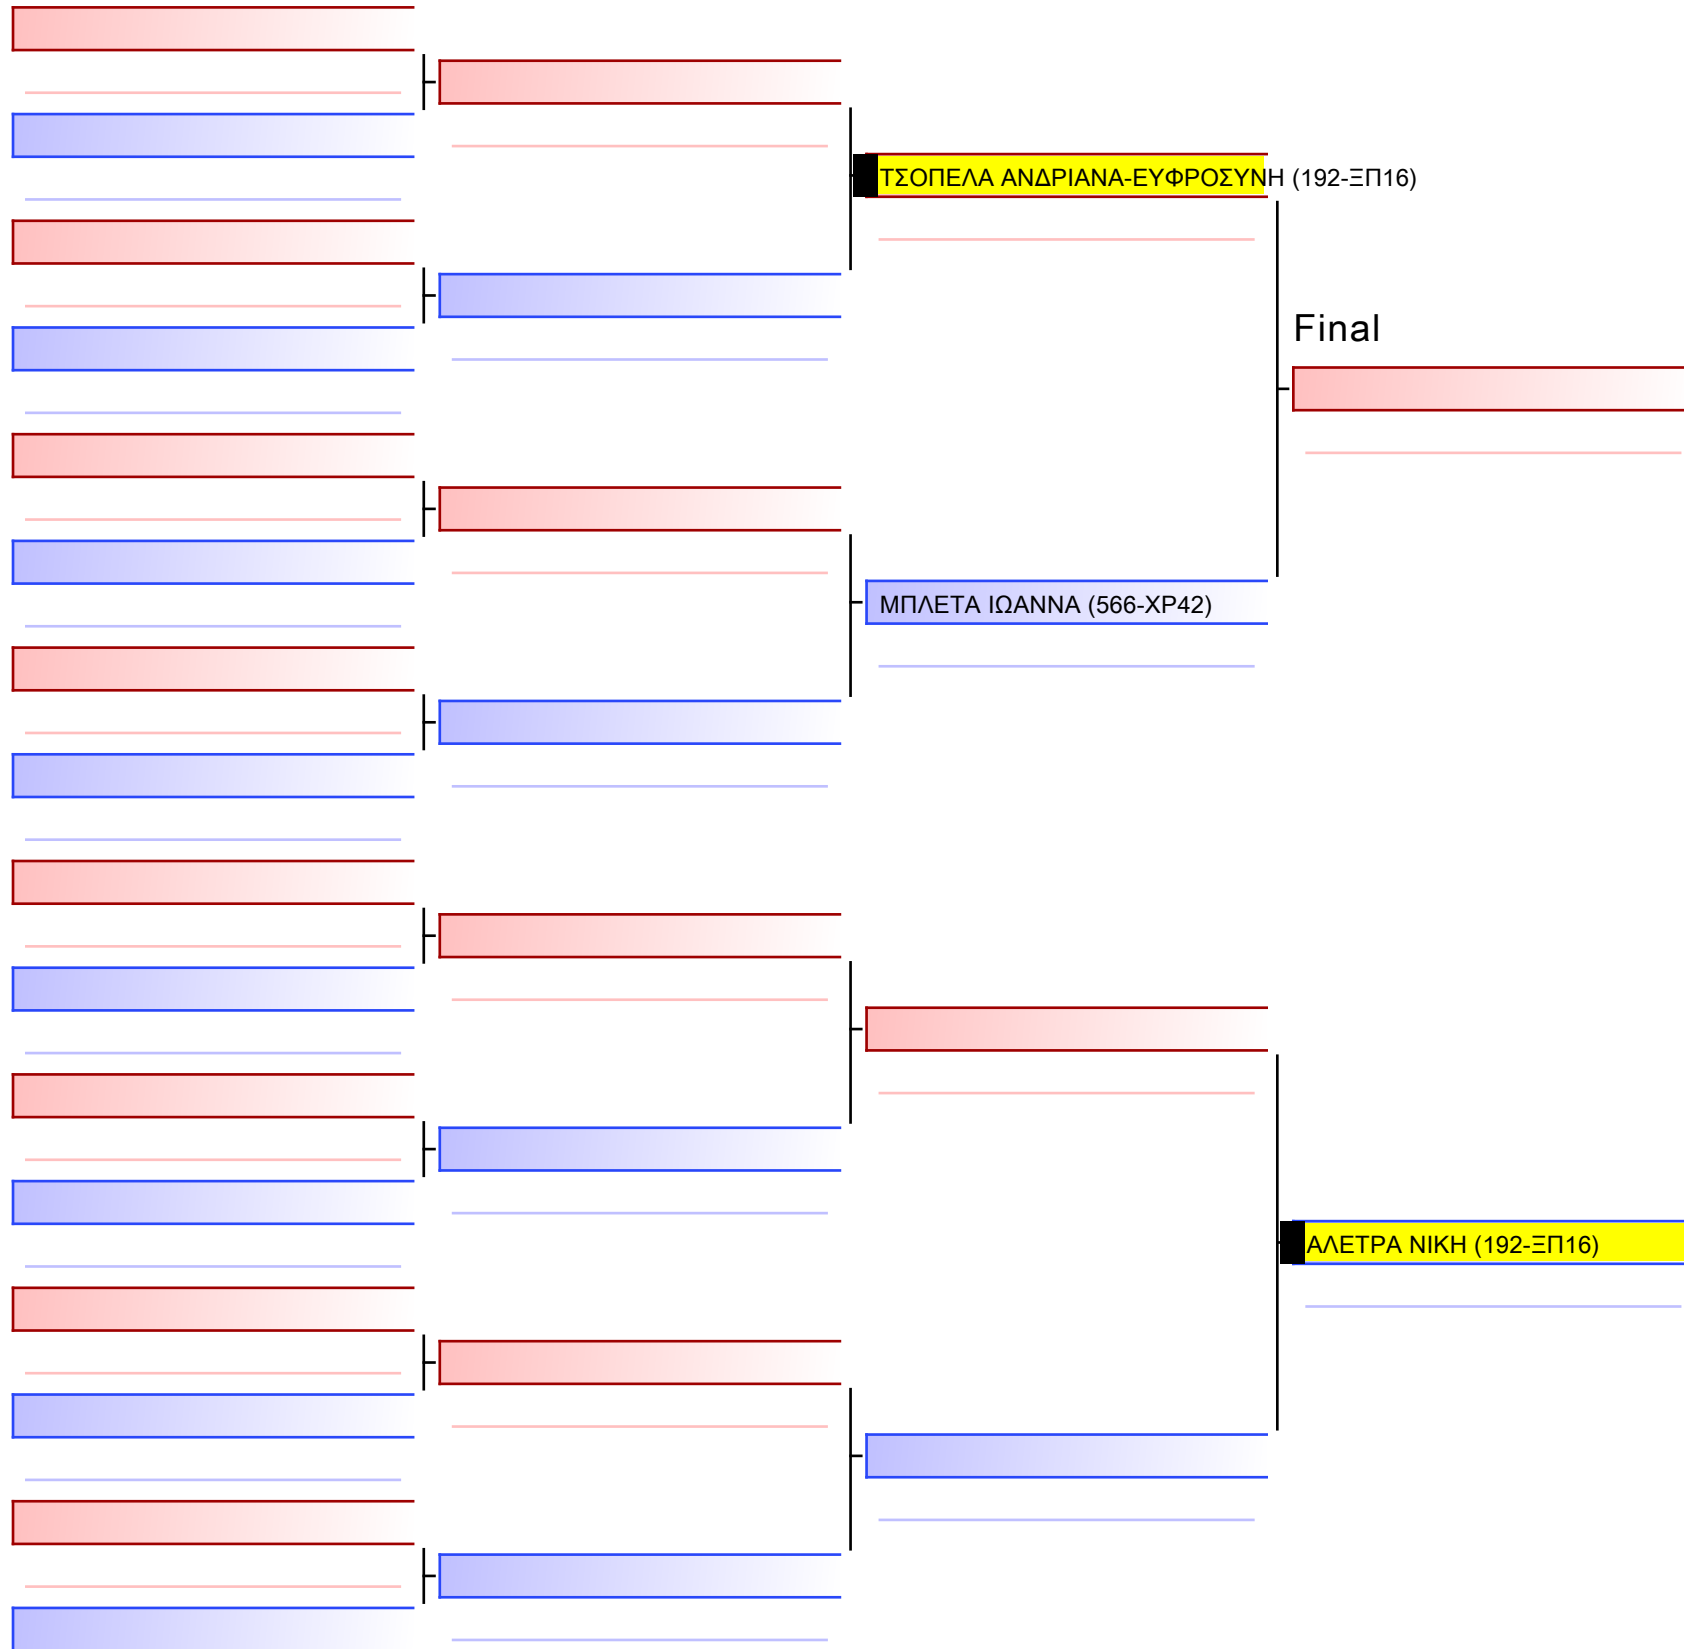 ΤΣΟΠΕΛΑ ΑΝΔΡΙΑΝΑ-ΕΥΦΡΟΣΥΝΗ (192-ΞΠ16)
Final
ΜΠΛΕΤΑ ΙΩΑΝΝΑ (566-ΧΡ42)
ΑΛΕΤΡΑ ΝΙΚΗ (192-ΞΠ16)